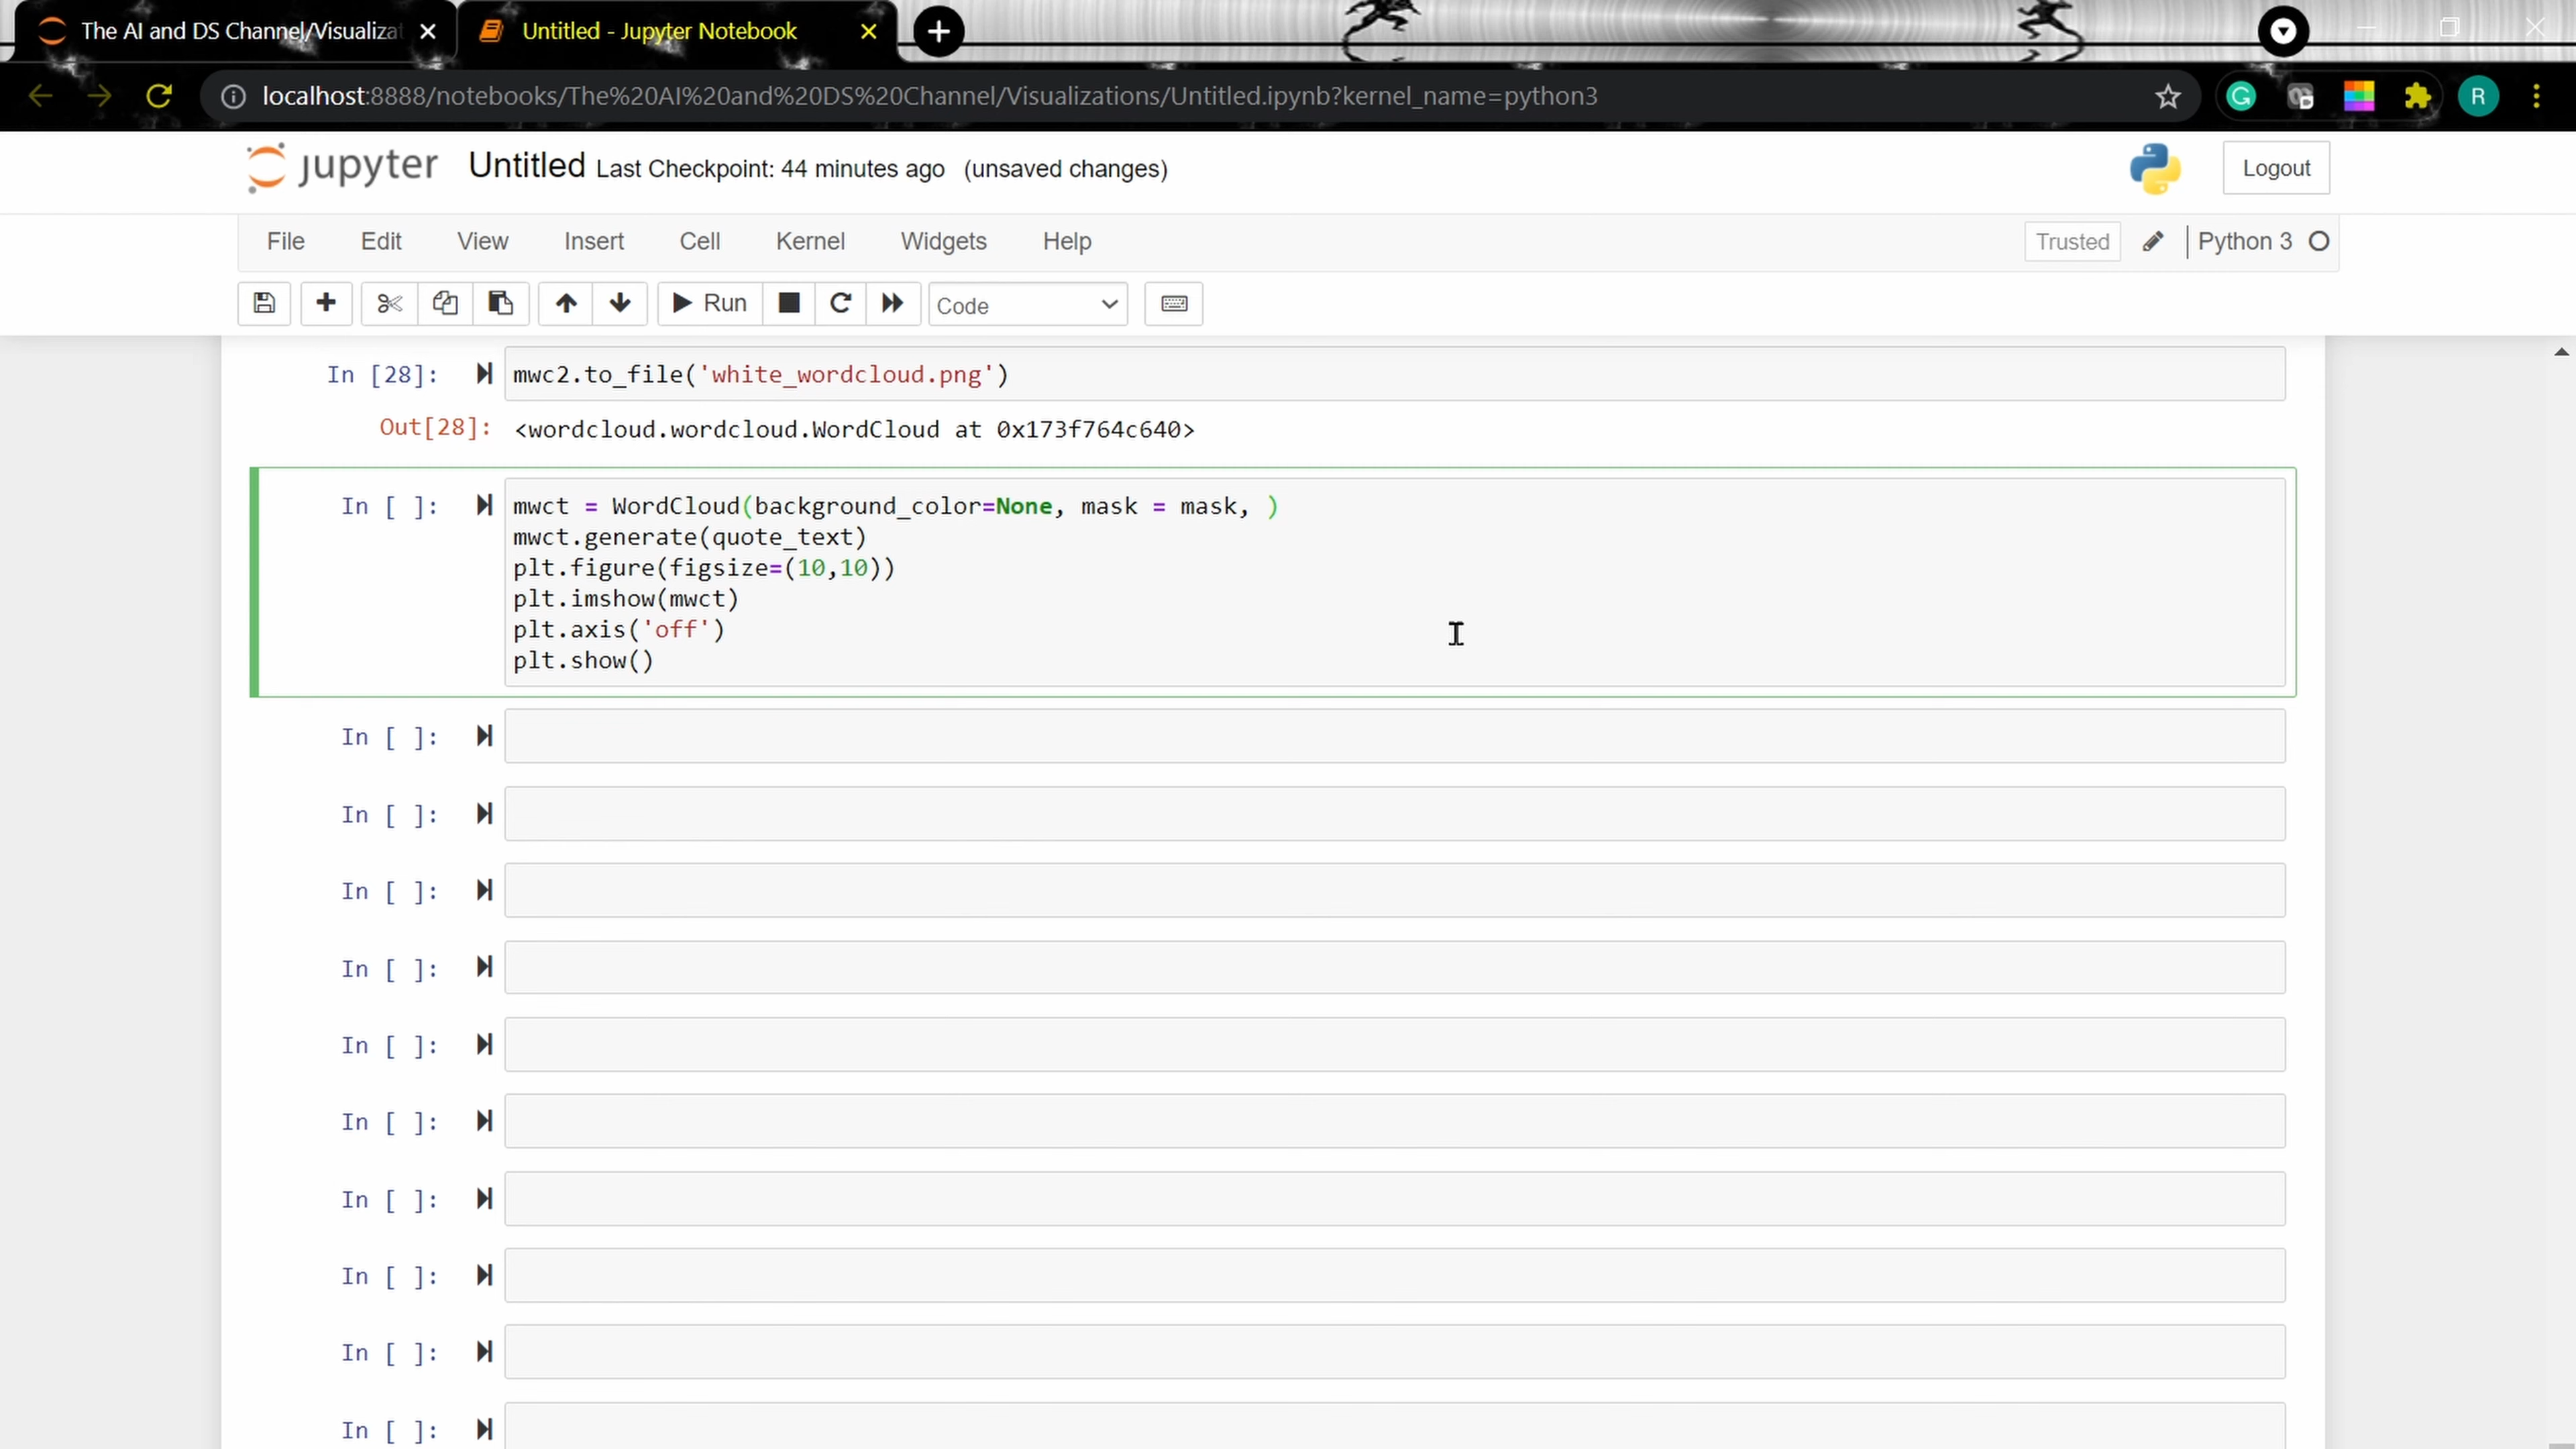 The AI and DS Channel/Visualizat
Untitled - Jupyter Notebook
localhost:8888/notebooks/The%20AI%20and%20DS%20Channel/Visualizations/Untitled.ipynb?kernel_name=python3
R
jupyter Untitled Last Checkpoint: 44 minutes ago (unsaved changes)
Logout
File Edit View Insert Cell Kernel Widgets Help
Trusted
Python 3
Run
Code
In [28]: mwc2.to_file('white_wordcloud.png')
Out[28]: <wordcloud.wordcloud.WordCloud at 0x173f764c640>
In [ ]: mwct = WordCloud(background_color=None, mask = mask, )
mwct.generate(quote_text)
plt.figure(figsize=(10,10))
plt.imshow(mwct)
plt.axis('off')
plt.show()
In [ ]:
In [ ]:
In [ ]:
In [ ]:
In [ ]:
In [ ]:
In [ ]:
In [ ]:
In [ ]:
In [ ]: